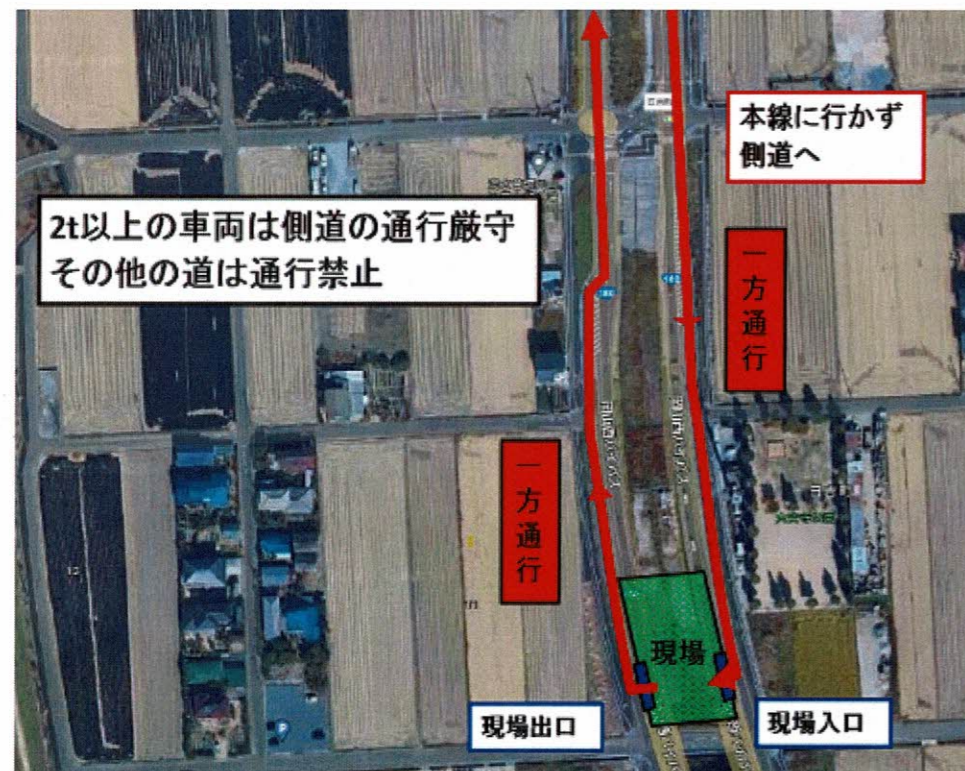 本線に行かず
側道へ
2t以上の車両は側道の通行厳守
その他の道は通行禁止
一方通行
一方通行
現場
現場出口
現場入口